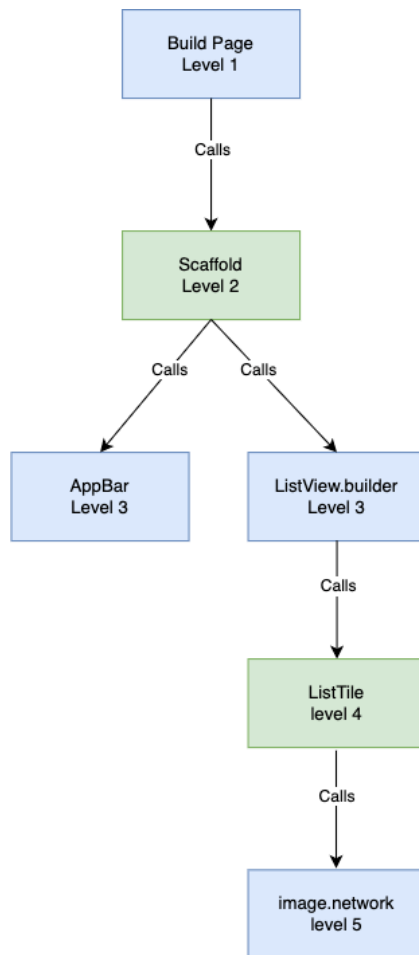 Build Page
Level 1
Calls
Scaffold
Level 2
Calls
Calls
AppBar
Level 3
ListView.builder
Level 3
Calls
ListTile
level 4
Calls
image.network
level 5